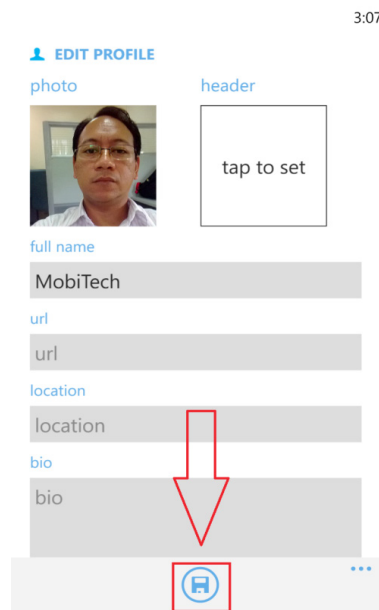 3:07
EDIT PROFILE
photo header
tap to set
full name
MobiTech
url
url
location
location
bio
bio